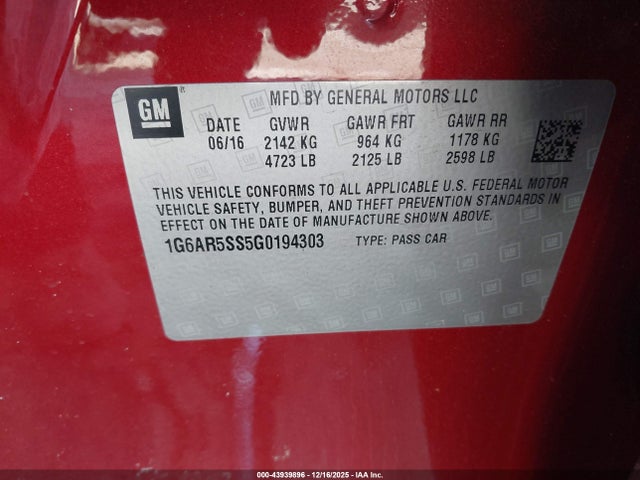 GM
MFD BY GENERAL MOTORS LLC
DATE GVWR GAWR FRT GAWR RR
06/16 2142 KG 964 KG 1178 KG
4723 LB 2125 LB 2598 LB
THIS VEHICLE CONFORMS TO ALL APPLICABLE U.S. FEDERAL MOTOR
VEHICLE SAFETY, BUMPER, AND THEFT PREVENTION STANDARDS IN
EFFECT ON THE DATE OF MANUFACTURE SHOWN ABOVE.
1G6AR5SS5G0194303 TYPE: PASS CAR
000-43939896 - 12/16/2025 - IAA Inc.